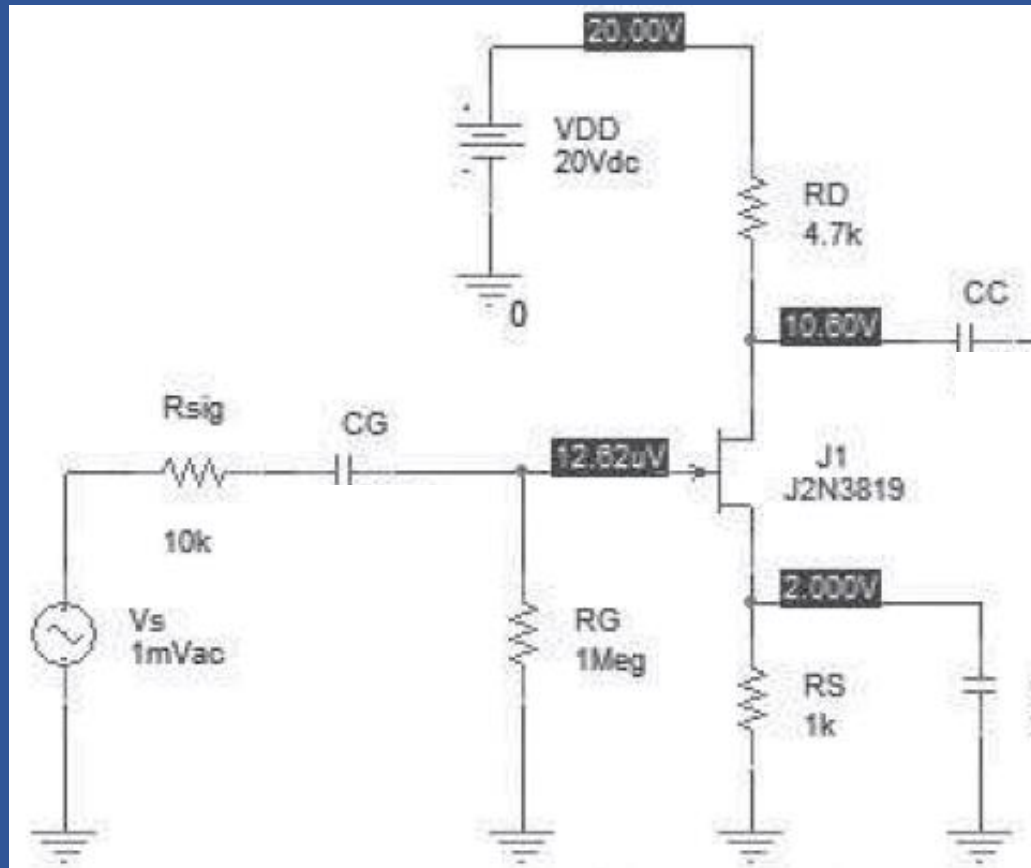 20.00V
VDD
20Vdc
RD
4.7k
0
10.60V
CC
Rsig
CG
12.62uV
J1
J2N3819
10k
2.000V
Vs
1mVac
RG
1Meg
RS
1k